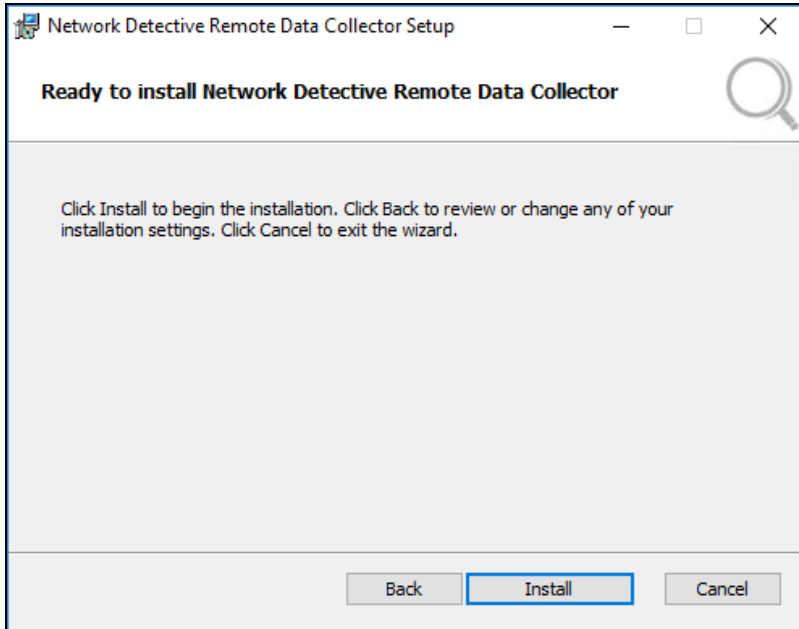 Network Detective Remote Data Collector Setup
Ready to install Network Detective Remote Data Collector
Click Install to begin the installation. Click Back to review or change any of your
installation settings. Click Cancel to exit the wizard.
Back Install Cancel